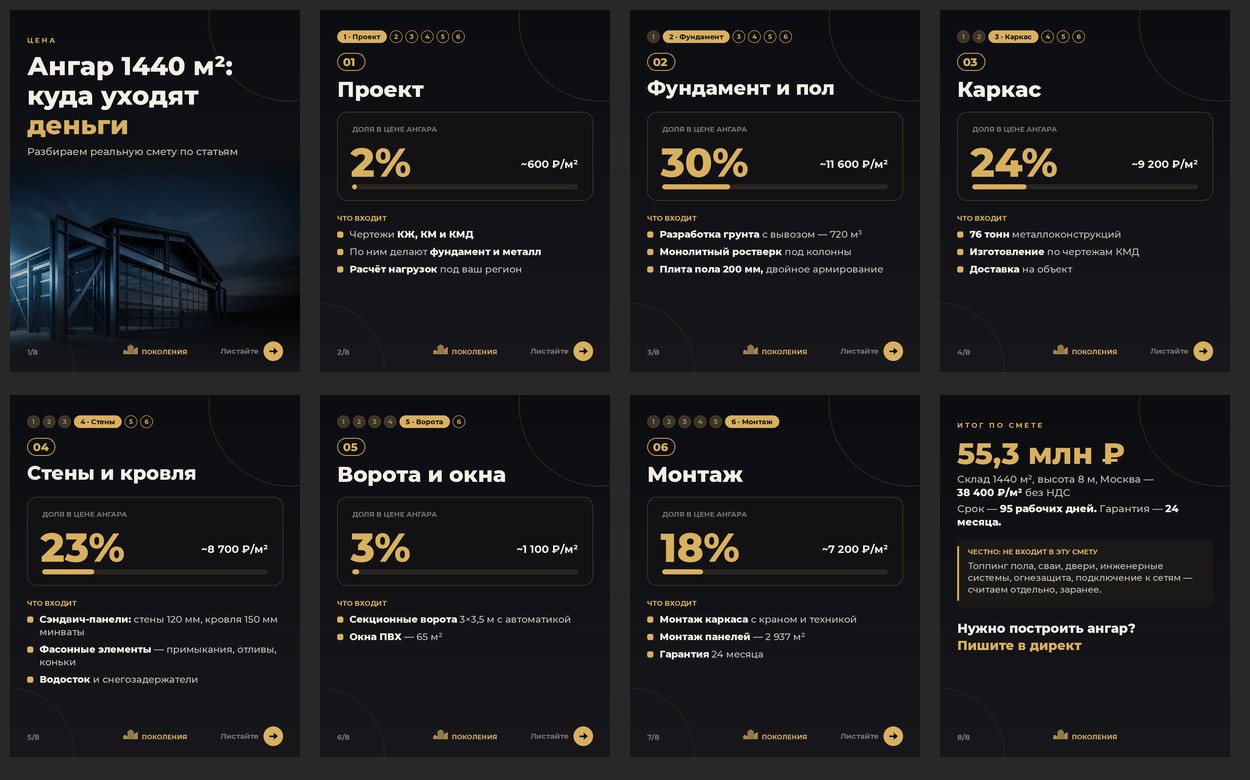 ЦЕНА
Ангар 1440 м²:
куда уходят
деньги
Разбираем реальную смету по статьям
1/8
ПОКОЛЕНИЯ
Листайте
1 · Проект 2 3 4 5 6
01
Проект
ДОЛЯ В ЦЕНЕ АНГАРА
2%
~600 ₽/м²
ЧТО ВХОДИТ
Чертежи КЖ, КМ и КМД
По ним делают фундамент и металл
Расчёт нагрузок под ваш регион
2/8
ПОКОЛЕНИЯ
Листайте
1 2 · Фундамент 3 4 5 6
02
Фундамент и пол
ДОЛЯ В ЦЕНЕ АНГАРА
30%
~11 600 ₽/м²
ЧТО ВХОДИТ
Разработка грунта с вывозом — 720 м³
Монолитный ростверк под колонны
Плита пола 200 мм, двойное армирование
3/8
ПОКОЛЕНИЯ
Листайте
1 2 3 · Каркас 4 5 6
03
Каркас
ДОЛЯ В ЦЕНЕ АНГАРА
24%
~9 200 ₽/м²
ЧТО ВХОДИТ
76 тонн металлоконструкций
Изготовление по чертежам КМД
Доставка на объект
4/8
ПОКОЛЕНИЯ
Листайте
1 2 3 4 · Стены 5 6
04
Стены и кровля
ДОЛЯ В ЦЕНЕ АНГАРА
23%
~8 700 ₽/м²
ЧТО ВХОДИТ
Сэндвич-панели: стены 120 мм, кровля 150 мм
минваты
Фасонные элементы — примыкания, отливы,
коньки
Водосток и снегозадержатели
5/8
ПОКОЛЕНИЯ
Листайте
1 2 3 4 5 · Ворота 6
05
Ворота и окна
ДОЛЯ В ЦЕНЕ АНГАРА
3%
~1 100 ₽/м²
ЧТО ВХОДИТ
Секционные ворота 3×3,5 м с автоматикой
Окна ПВХ — 65 м²
6/8
ПОКОЛЕНИЯ
Листайте
1 2 3 4 5 6 · Монтаж
06
Монтаж
ДОЛЯ В ЦЕНЕ АНГАРА
18%
~7 200 ₽/м²
ЧТО ВХОДИТ
Монтаж каркаса с краном и техникой
Монтаж панелей — 2 937 м²
Гарантия 24 месяца
7/8
ПОКОЛЕНИЯ
Листайте
ИТОГ ПО СМЕТЕ
55,3 млн ₽
Склад 1440 м², высота 8 м, Москва —
38 400 ₽/м² без НДС
Срок — 95 рабочих дней. Гарантия — 24
месяца.
ЧЕСТНО: НЕ ВХОДИТ В ЭТУ СМЕТУ
Топпинг пола, сваи, двери, инженерные
системы, огнезащита, подключение к сетям —
считаем отдельно, заранее.
Нужно построить ангар?
Пишите в директ
8/8
ПОКОЛЕНИЯ